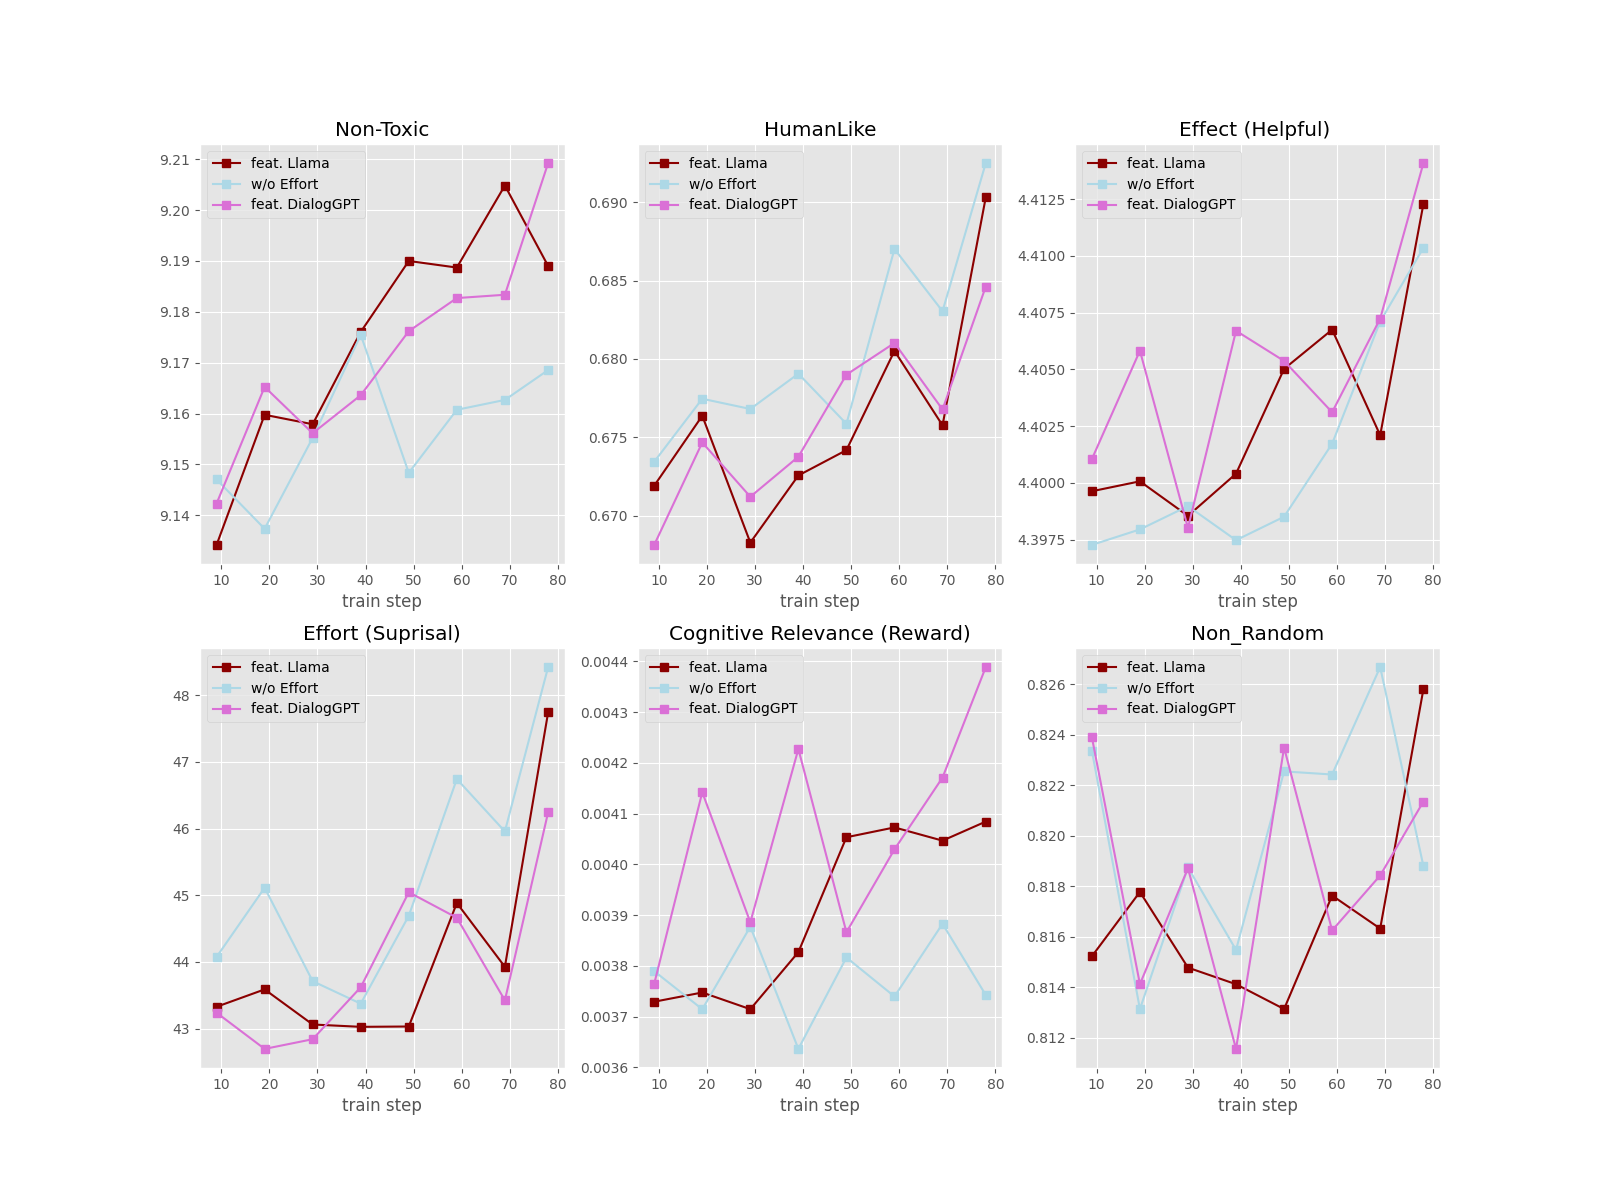 Non-Toxic
feat. Llama
w/o Effort
feat. DialogGPT
9.21
9.20
9.19
9.18
9.17
9.16
9.15
9.14
10 20 30 40 50 60 70 80
train step
HumanLike
feat. Llama
w/o Effort
feat. DialogGPT
0.690
0.685
0.680
0.675
0.670
10 20 30 40 50 60 70 80
train step
Effect (Helpful)
feat. Llama
w/o Effort
feat. DialogGPT
4.4125
4.4100
4.4075
4.4050
4.4025
4.4000
4.3975
10 20 30 40 50 60 70 80
train step
Effort (Suprisal)
feat. Llama
w/o Effort
feat. DialogGPT
48
47
46
45
44
43
10 20 30 40 50 60 70 80
train step
Cognitive Relevance (Reward)
feat. Llama
w/o Effort
feat. DialogGPT
0.0044
0.0043
0.0042
0.0041
0.0040
0.0039
0.0038
0.0037
0.0036
10 20 30 40 50 60 70 80
train step
Non_Random
feat. Llama
w/o Effort
feat. DialogGPT
0.826
0.824
0.822
0.820
0.818
0.816
0.814
0.812
10 20 30 40 50 60 70 80
train step